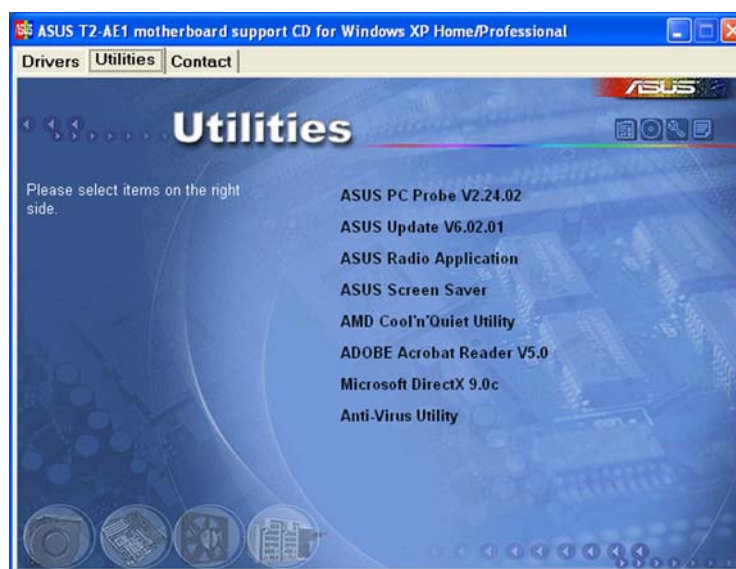 ASUS T2-AE1 motherboard support CD for Windows XP Home/Professional
Drivers Utilities Contact
ASUS
Utilities
Please select items on the right
side.
ASUS PC Probe V2.24.02
ASUS Update V6.02.01
ASUS Radio Application
ASUS Screen Saver
AMD Cool'n'Quiet Utility
ADOBE Acrobat Reader V5.0
Microsoft DirectX 9.0c
Anti-Virus Utility